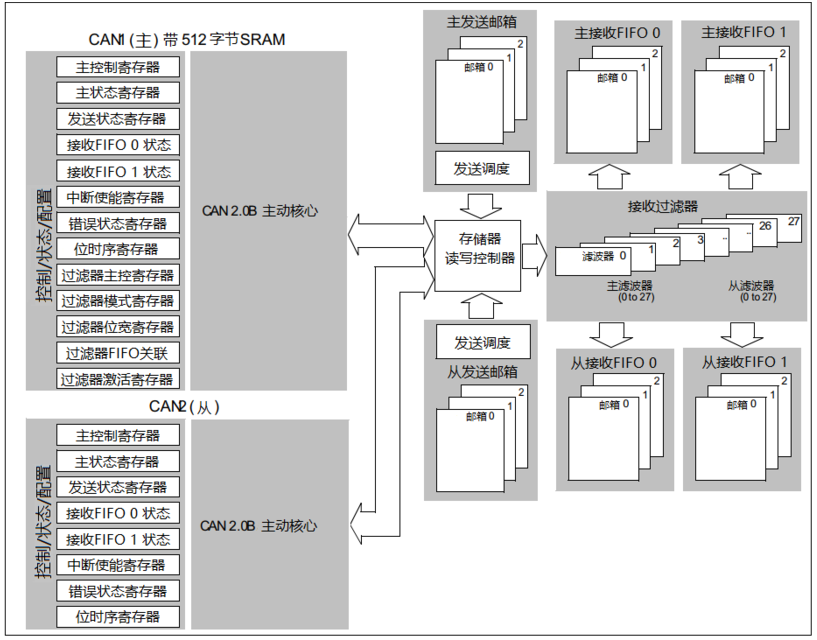 CAN1 (主) 带 512 字节SRAM
控制/状态/配置
主控制寄存器
主状态寄存器
发送状态寄存器
接收FIFO 0 状态
接收FIFO 1 状态
中断使能寄存器
错误状态寄存器
位时序寄存器
过滤器主控寄存器
过滤器模式寄存器
过滤器位宽寄存器
过滤器FIFO关联
过滤器激活寄存器
CAN 2.0B 主动核心
主发送邮箱
2
1
邮箱 0
发送调度
存储器
读写控制器
主接收FIFO 0
2
1
邮箱 0
主接收FIFO 1
2
1
邮箱 0
接收过滤器
滤波器 0
1
2
3
..
..
26
27
主滤波器
(0 to 27)
从滤波器
(0 to 27)
发送调度
从发送邮箱
2
1
邮箱 0
从接收FIFO 0
2
1
邮箱 0
从接收FIFO 1
2
1
邮箱 0
CAN2 (从)
控制/状态/配置
主控制寄存器
主状态寄存器
发送状态寄存器
接收FIFO 0 状态
接收FIFO 1 状态
中断使能寄存器
错误状态寄存器
位时序寄存器
CAN 2.0B 主动核心